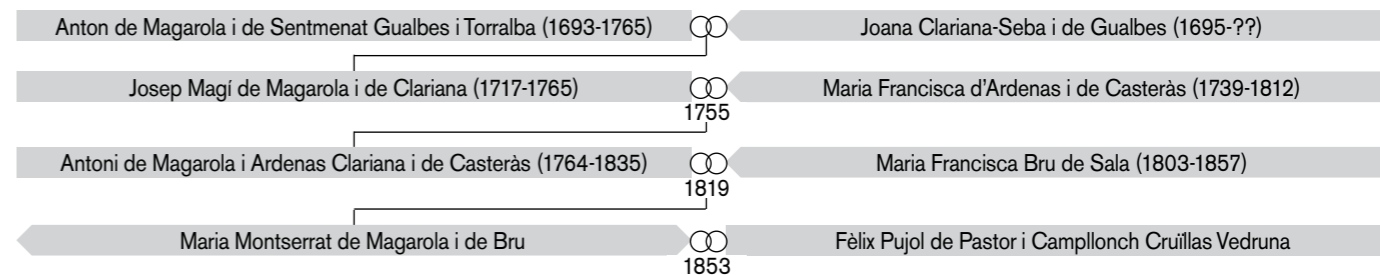 Anton de Magarola i de Sentmenat Gualbes i Torralba (1693-1765)
Joana Clariana-Seba i de Gualbes (1695-??)
Josep Magí de Magarola i de Clariana (1717-1765)
Maria Francisca d'Ardenas i de Casteràs (1739-1812)
1755
Antoni de Magarola i Ardenas Clariana i de Casteràs (1764-1835)
Maria Francisca Bru de Sala (1803-1857)
1819
Maria Montserrat de Magarola i de Bru
Fèlix Pujol de Pastor i Campllonch Cruïllas Vedruna
1853